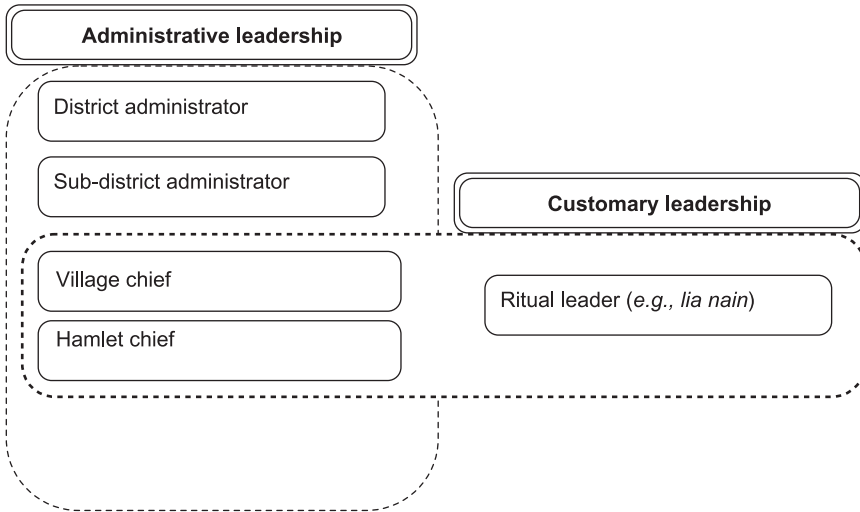 Administrative leadership
District administrator
Sub-district administrator
Customary leadership
Village chief
Ritual leader (e.g., lia nain)
Hamlet chief